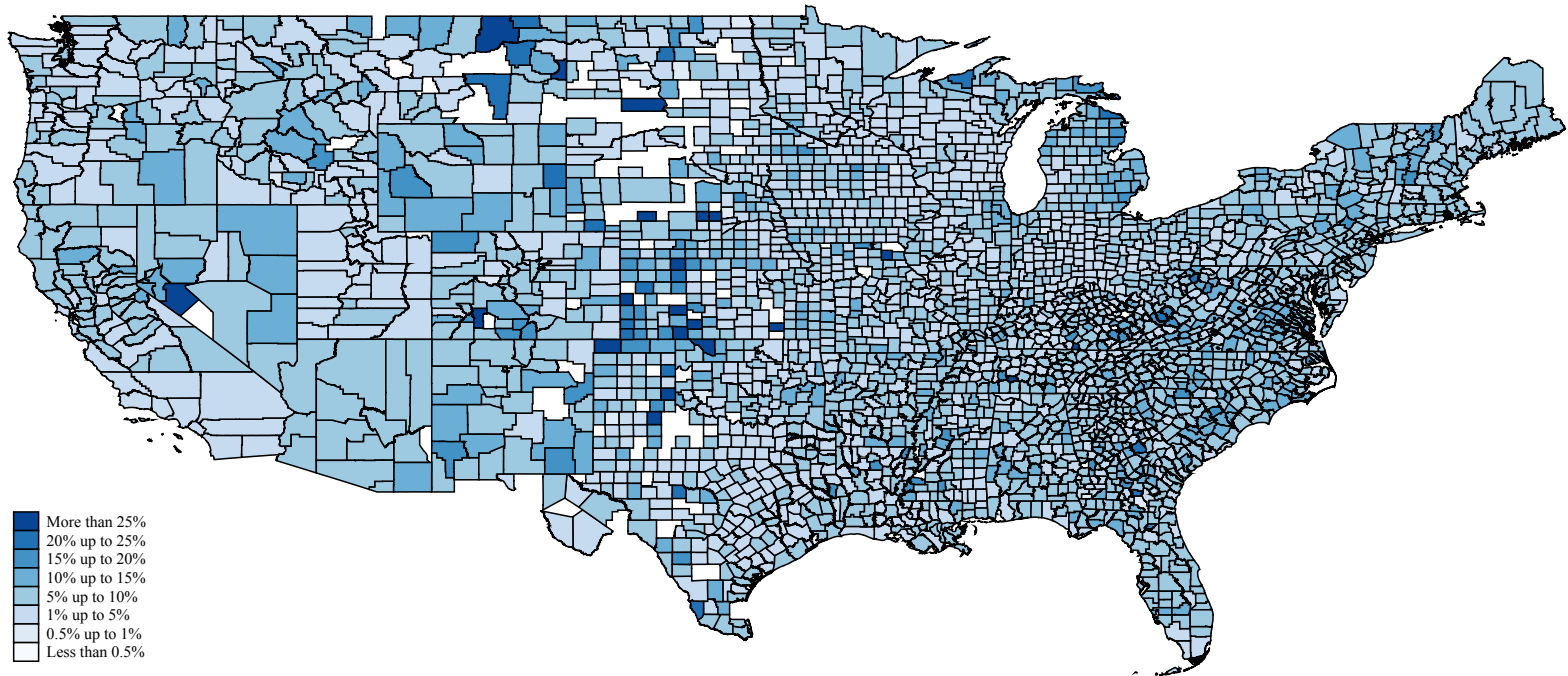 More than 25%
20% up to 25%
15% up to 20%
10% up to 15%
5% up to 10%
1% up to 5%
0.5% up to 1%
Less than 0.5%